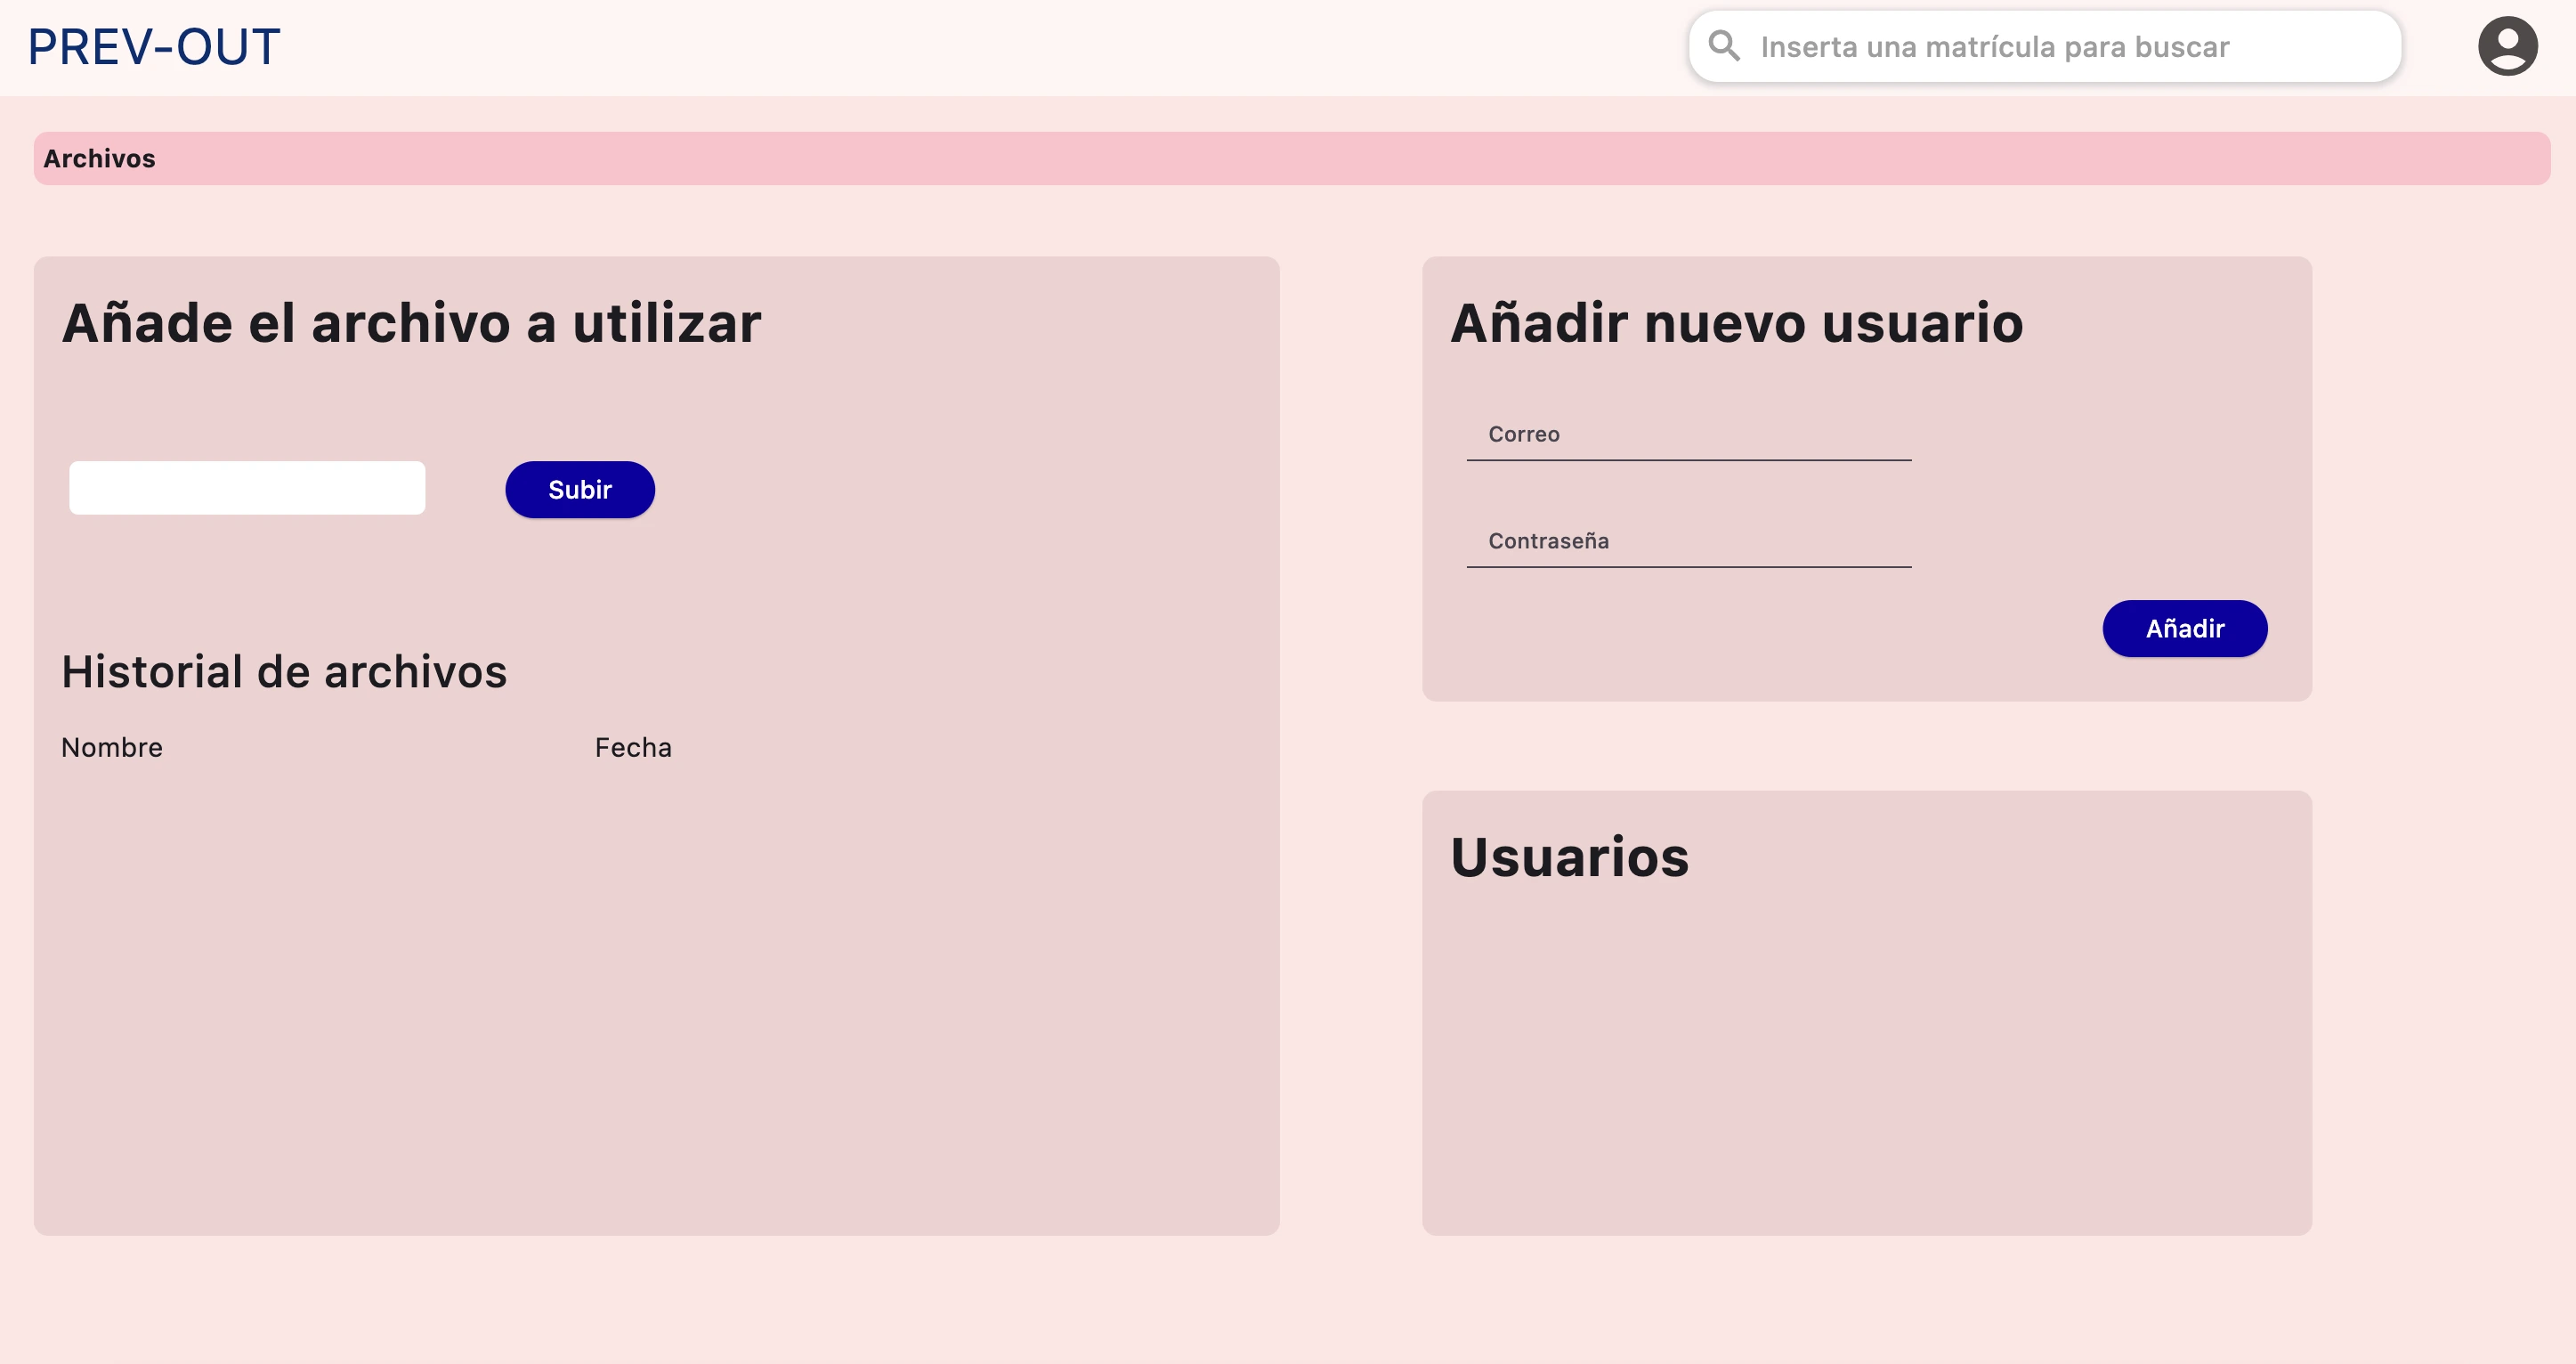 PREV-OUT
Inserta una matrícula para buscar
Archivos
Añade el archivo a utilizar
Subir
Historial de archivos
Nombre Fecha
Añadir nuevo usuario
Correo
Contraseña
Añadir
Usuarios